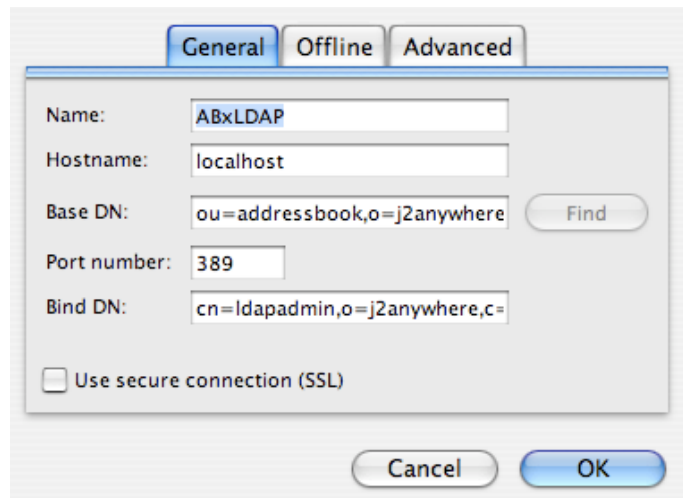 General Offline Advanced
Name: ABxLDAP
Hostname: localhost
Base DN: ou=addressbook,o=j2anywhere Find
Port number: 389
Bind DN: cn=ldapadmin,o=j2anywhere,c=
Use secure connection (SSL)
Cancel OK